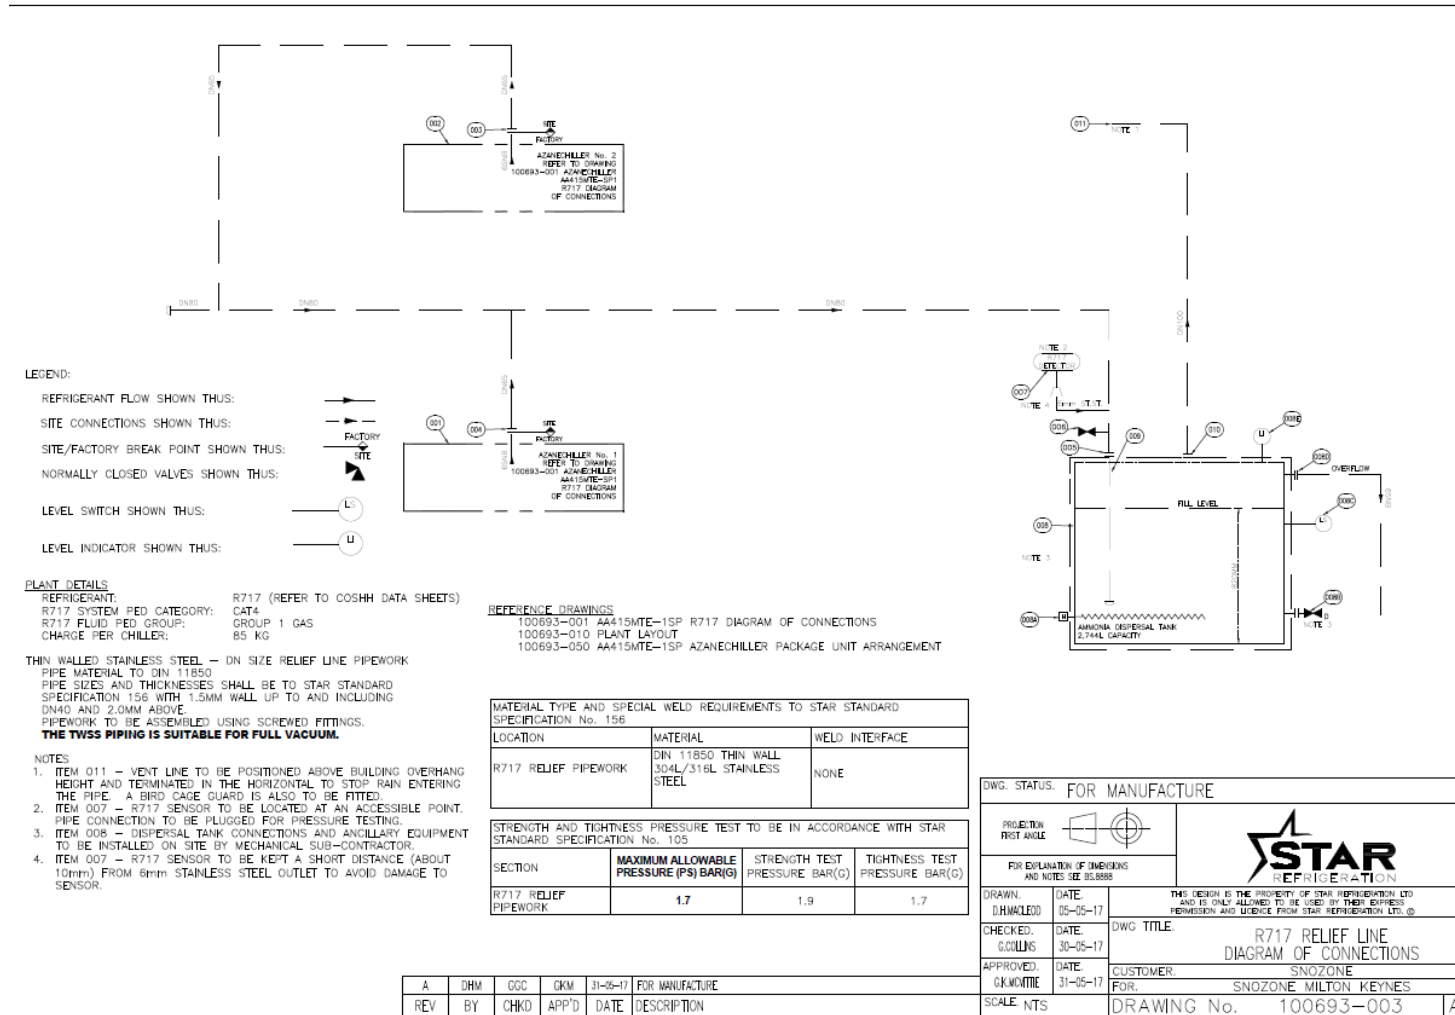 DN65
DN65
002
003
SITE
FACTORY
DN65
AZANECHILLER No. 2
REFER TO DRAWING
100693-001 AZANECHILLER
AA415MTE-SP1
R717 DIAGRAM
OF CONNECTIONS
011
NOTE 1
DN80
DN80
DN80
DN100
NOTE 2
R717
DETETOR
007
NOTE 4
6mm ST.ST.
006
005
009
010
LI
008E
008D
OVERFLOW
DN65
FILL LEVEL
008C
LS
008
NOTE 3
008A
H
AMMONIA DISPERSAL TANK
2,744L CAPACITY
008B
D
NOTE 3
DN65
001
004
SITE
FACTORY
DN65
AZANECHILLER No. 1
REFER TO DRAWING
100693-001 AZANECHILLER
AA415MTE-SP1
R717 DIAGRAM
OF CONNECTIONS
LEGEND:
REFRIGERANT FLOW SHOWN THUS:
SITE CONNECTIONS SHOWN THUS:
SITE/FACTORY BREAK POINT SHOWN THUS:
FACTORY
SITE
NORMALLY CLOSED VALVES SHOWN THUS:
LEVEL SWITCH SHOWN THUS:
LS
LEVEL INDICATOR SHOWN THUS:
LI
PLANT DETAILS
REFRIGERANT: R717 (REFER TO COSHH DATA SHEETS)
R717 SYSTEM PED CATEGORY: CAT4
R717 FLUID PED GROUP: GROUP 1 GAS
CHARGE PER CHILLER: 85 KG
THIN WALLED STAINLESS STEEL – DN SIZE RELIEF LINE PIPEWORK
PIPE MATERIAL TO DIN 11850
PIPE SIZES AND THICKNESSES SHALL BE TO STAR STANDARD
SPECIFICATION 156 WITH 1.5MM WALL UP TO AND INCLUDING
DN40 AND 2.0MM ABOVE.
PIPEWORK TO BE ASSEMBLED USING SCREWED FITTINGS.
THE TWSS PIPING IS SUITABLE FOR FULL VACUUM.
NOTES
1. ITEM 011 – VENT LINE TO BE POSITIONED ABOVE BUILDING OVERHANG
HEIGHT AND TERMINATED IN THE HORIZONTAL TO STOP RAIN ENTERING
THE PIPE. A BIRD CAGE GUARD IS ALSO TO BE FITTED.
2. ITEM 007 – R717 SENSOR TO BE LOCATED AT AN ACCESSIBLE POINT.
PIPE CONNECTION TO BE PLUGGED FOR PRESSURE TESTING.
3. ITEM 008 – DISPERSAL TANK CONNECTIONS AND ANCILLARY EQUIPMENT
TO BE INSTALLED ON SITE BY MECHANICAL SUB-CONTRACTOR.
4. ITEM 007 – R717 SENSOR TO BE KEPT A SHORT DISTANCE (ABOUT
10mm) FROM 6mm STAINLESS STEEL OUTLET TO AVOID DAMAGE TO
SENSOR.
REFERENCE DRAWINGS
100693-001 AA415MTE-1SP R717 DIAGRAM OF CONNECTIONS
100693-010 PLANT LAYOUT
100693-050 AA415MTE-1SP AZANECHILLER PACKAGE UNIT ARRANGEMENT
MATERIAL TYPE AND SPECIAL WELD REQUIREMENTS TO STAR STANDARD
SPECIFICATION No. 156
LOCATION MATERIAL WELD INTERFACE
R717 RELIEF PIPEWORK DIN 11850 THIN WALL
304L/316L STAINLESS
STEEL
NONE
STRENGTH AND TIGHTNESS PRESSURE TEST TO BE IN ACCORDANCE WITH STAR
STANDARD SPECIFICATION No. 105
SECTION
MAXIMUM ALLOWABLE
PRESSURE (PS) BAR(G)
STRENGTH TEST
PRESSURE BAR(G)
TIGHTNESS TEST
PRESSURE BAR(G)
R717 RELIEF
PIPEWORK
1.7 1.9 1.7
DWG. STATUS. FOR MANUFACTURE
PROJECTION
FIRST ANGLE
FOR EXPLANATION OF DIMENSIONS
AND NOTES SEE BS.8888
STAR
REFRIGERATION
THIS DESIGN IS THE PROPERTY OF STAR REFRIGERATION LTD
AND IS ONLY ALLOWED TO BE USED BY THEIR EXPRESS
PERMISSION AND LICENCE FROM STAR REFRIGERATION LTD. ©
DRAWN. DATE.
D.H.MACLEOD 05-05-17
CHECKED. DATE.
G.COLLINS 30-05-17
APPROVED. DATE.
G.K.MCVITTIE 31-05-17
DWG TITLE.
R717 RELIEF LINE
DIAGRAM OF CONNECTIONS
CUSTOMER. SNOZONE
FOR. SNOZONE MILTON KEYNES
SCALE. NTS
DRAWING No. 100693-003 A
A DHM GGC GKM 31-05-17 FOR MANUFACTURE
REV BY CHKD APP'D DATE DESCRIPTION